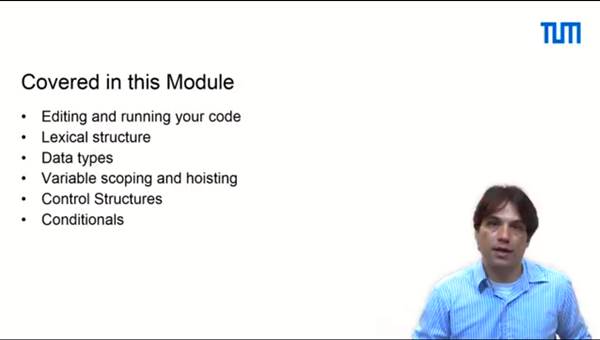 TUM
Covered in this Module
• Editing and running your code
• Lexical structure
• Data types
• Variable scoping and hoisting
• Control Structures
• Conditionals